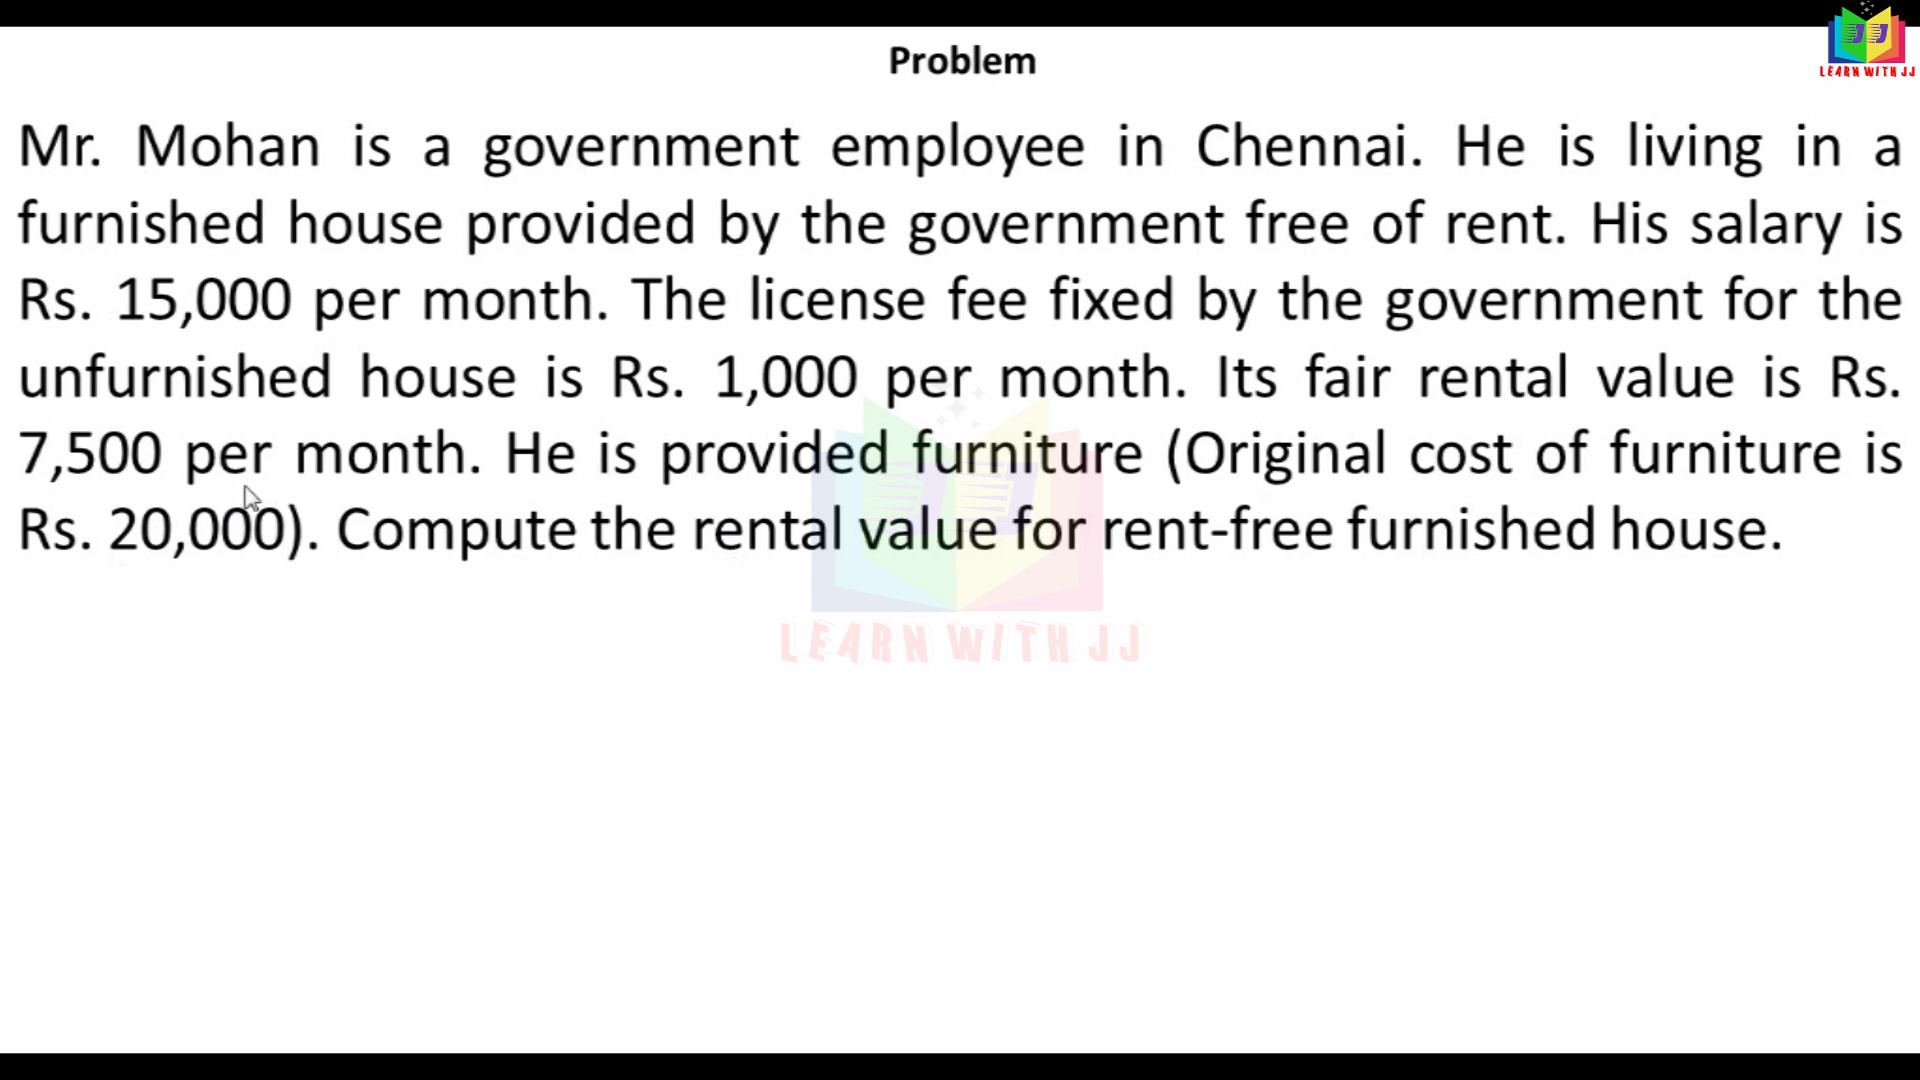 LEARN WITH JJ
Problem
Mr. Mohan is a government employee in Chennai. He is living in a
furnished house provided by the government free of rent. His salary is
Rs. 15,000 per month. The license fee fixed by the government for the
unfurnished house is Rs. 1,000 per month. Its fair rental value is Rs.
7,500 per month. He is provided furniture (Original cost of furniture is
Rs. 20,000). Compute the rental value for rent-free furnished house.
LEARN WITH JJ